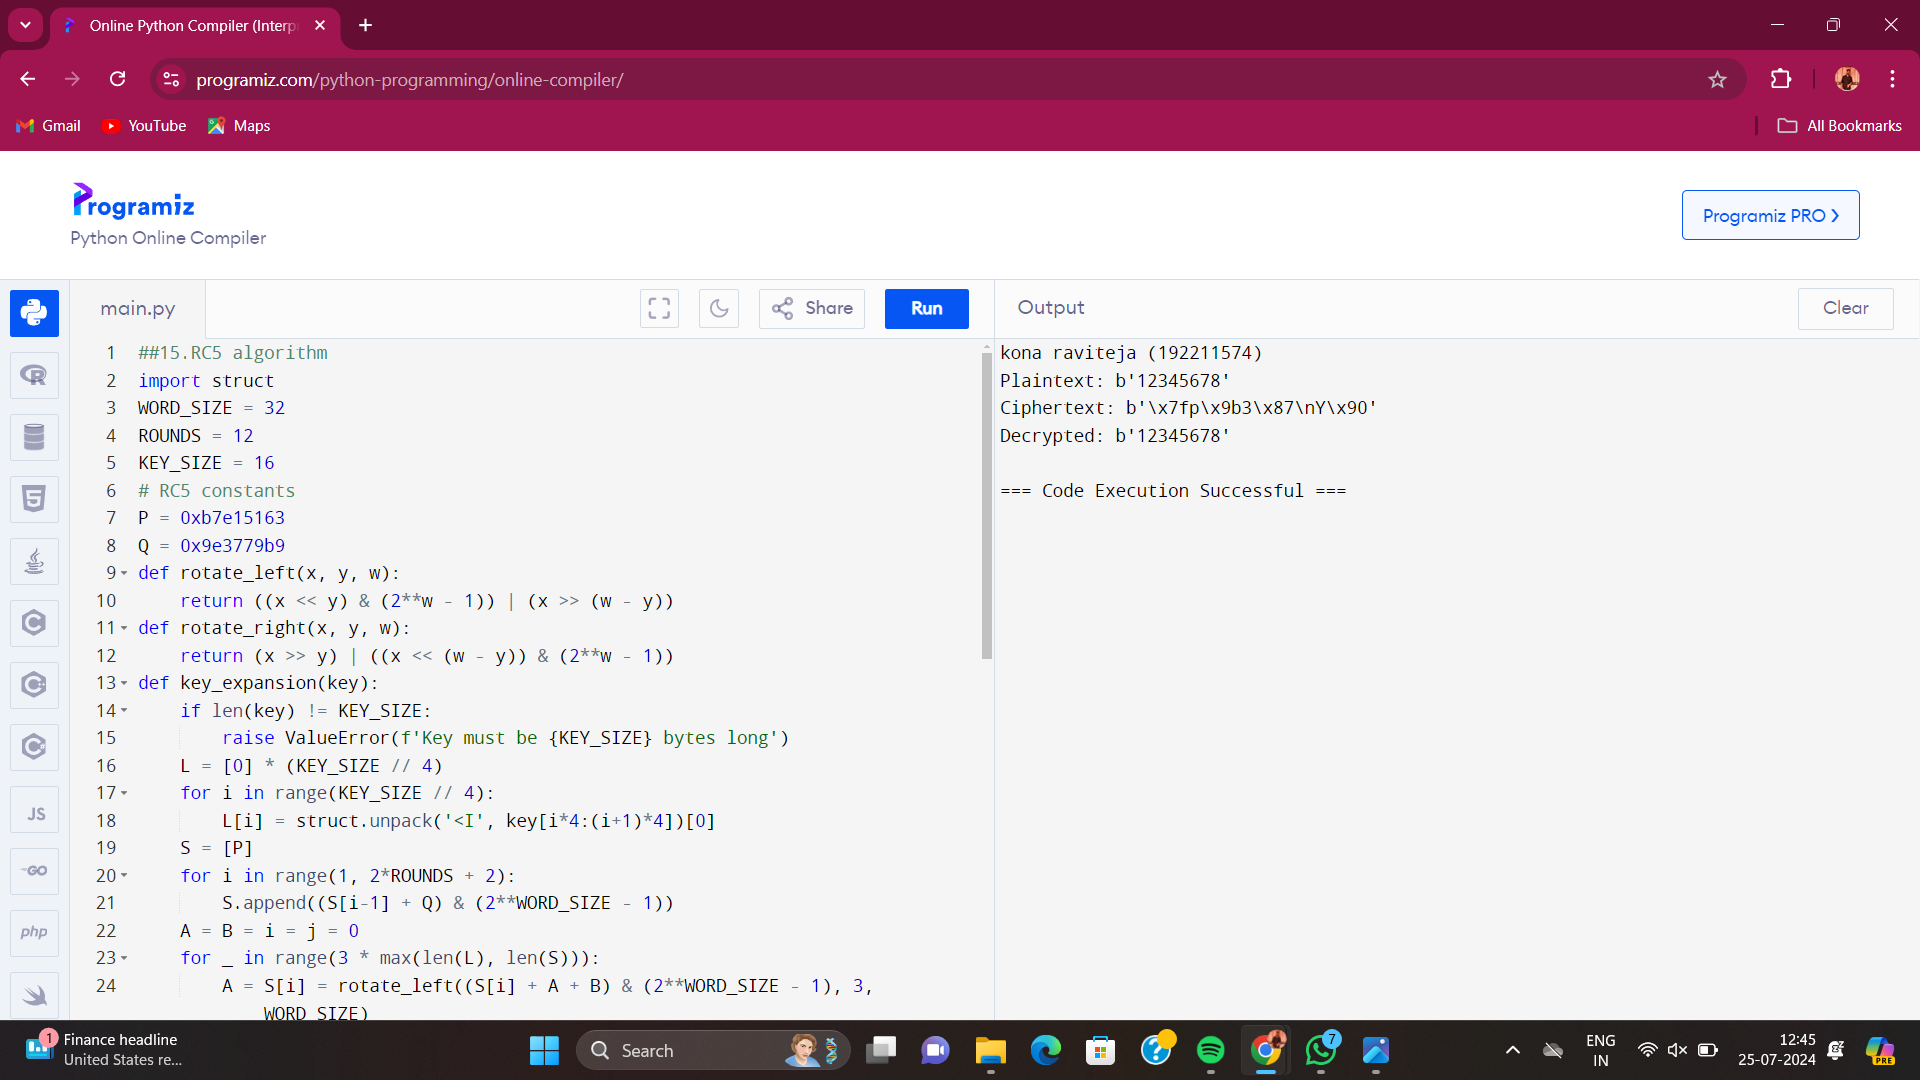 Online Python Compiler (Interp
programiz.com/python-programming/online-compiler/
Gmail YouTube Maps All Bookmarks
Programiz
Python Online Compiler
Programiz PRO
main.py Share Run Output Clear
1 ##15.RC5 algorithm
2 import struct
3 WORD_SIZE = 32
4 ROUNDS = 12
5 KEY_SIZE = 16
6 # RC5 constants
7 P = 0xb7e15163
8 Q = 0x9e3779b9
9 def rotate_left(x, y, w):
10 return ((x << y) & (2**w - 1)) | (x >> (w - y))
11 def rotate_right(x, y, w):
12 return (x >> y) | ((x << (w - y)) & (2**w - 1))
13 def key_expansion(key):
14 if len(key) != KEY_SIZE:
15 raise ValueError(f'Key must be {KEY_SIZE} bytes long')
16 L = [0] * (KEY_SIZE // 4)
17 for i in range(KEY_SIZE // 4):
18 L[i] = struct.unpack('<I', key[i*4:(i+1)*4])[0]
19 S = [P]
20 for i in range(1, 2*ROUNDS + 2):
21 S.append((S[i-1] + Q) & (2**WORD_SIZE - 1))
22 A = B = i = j = 0
23 for _ in range(3 * max(len(L), len(S))):
24 A = S[i] = rotate_left((S[i] + A + B) & (2**WORD_SIZE - 1), 3,
WORD_SIZE)
kona raviteja (192211574)
Plaintext: b'12345678'
Ciphertext: b'\x7fp\x9b3\x87\nY\x9O'
Decrypted: b'12345678'
=== Code Execution Successful ===
JS
GO
php
1
Finance headline
United States re...
Search
7
PRE
ENG
IN
12:45
25-07-2024